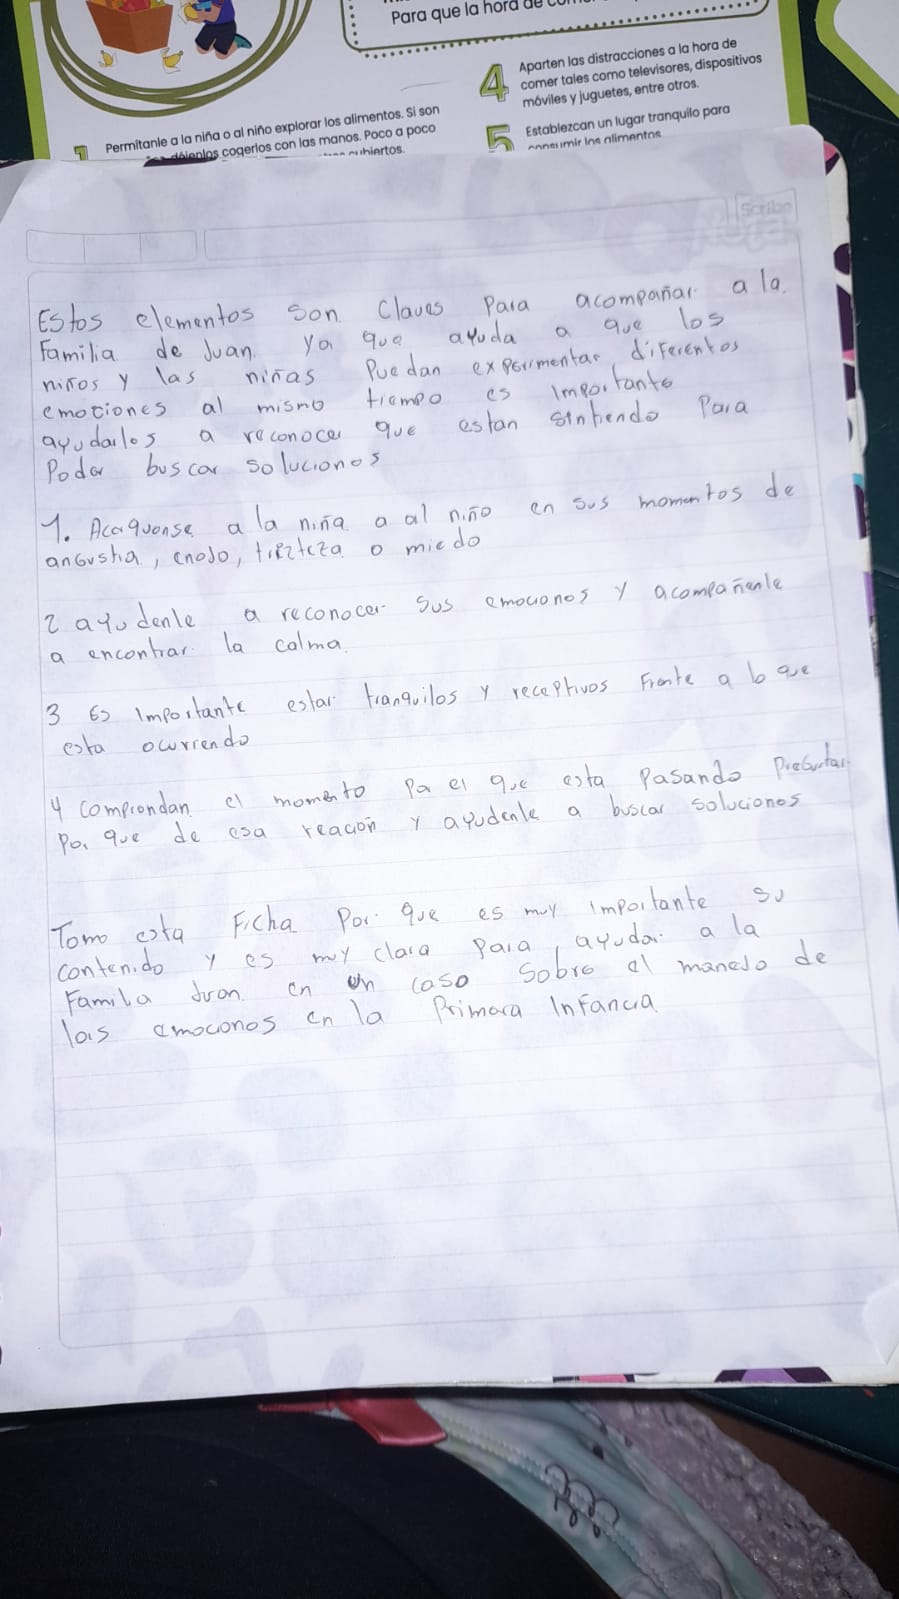 Para que la hora de com
4
Aparten las distracciones a la hora de
comer tales como televisores, dispositivos
móviles y juguetes, entre otros.
5
Establezcan un lugar tranquilo para
consumir los alimentos
1
Permítanle a la niña o al niño explorar los alimentos. Si son
déjenlos cogerlos con las manos. Poco a poco
cubiertos.
Scribe
Estos elementos son Claves Para acompañar a la
Familia de Juan. ya que ayuda a que los
niños y las niñas Puedan experimentar diferentes
emociones al mismo tiempo es Importante
ayudarlos a reconocer que estan sintiendo Para
Poder buscar soluciones
1. Acerquense a la niña a al niño en sus momentos de
angustia, enojo, tirzteza o miedo
2 ayudenle a reconocer sus emociones y acompañenle
a encontrar la calma.
3 Es Importante estar tranquilos y receptivos Frente a lo que
esta ocurriendo
4 comprendan el momento Por el que esta Pasando Preguntar
Por que de esa reación y ayudenle a buscar soluciones
Tomo esta Ficha Por que es muy importante su
contenido y es muy clara Para, ayudar a la
Familia Juan en un caso Sobre el manejo de
las emociones en la Primera Infancia.